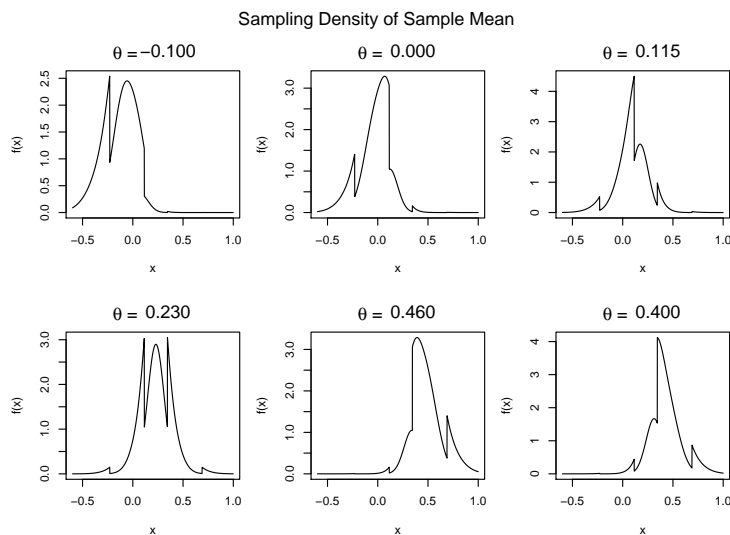 Sampling Density of Sample Mean
θ = −0.100
f(x)
0.0 0.5 1.0 1.5 2.0 2.5
−0.5 0.0 0.5 1.0
x
θ = 0.000
f(x)
0.0 1.0 2.0 3.0
−0.5 0.0 0.5 1.0
x
θ = 0.115
f(x)
0 1 2 3 4
−0.5 0.0 0.5 1.0
x
θ = 0.230
f(x)
0.0 1.0 2.0 3.0
−0.5 0.0 0.5 1.0
x
θ = 0.460
f(x)
0.0 1.0 2.0 3.0
−0.5 0.0 0.5 1.0
x
θ = 0.400
f(x)
0 1 2 3 4
−0.5 0.0 0.5 1.0
x